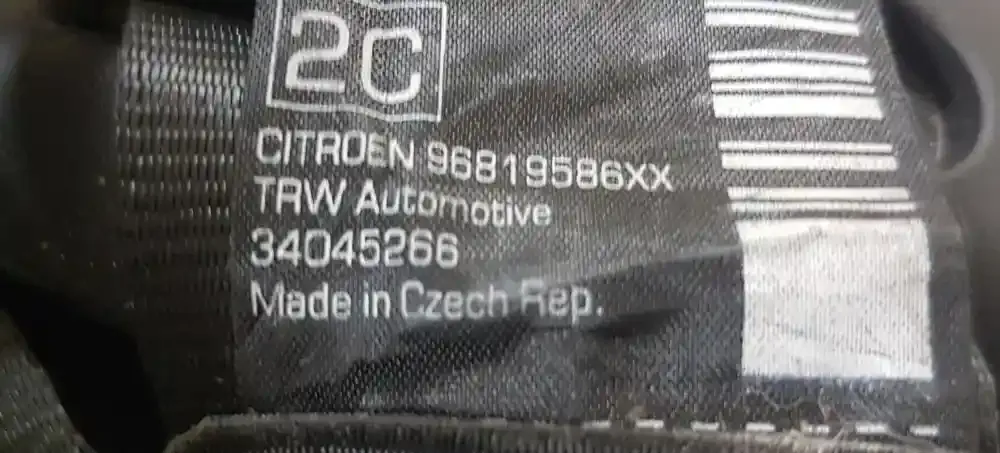 2C
CITROEN 96819586XX
TRW Automotive
34045266
Made in Czech Rep.